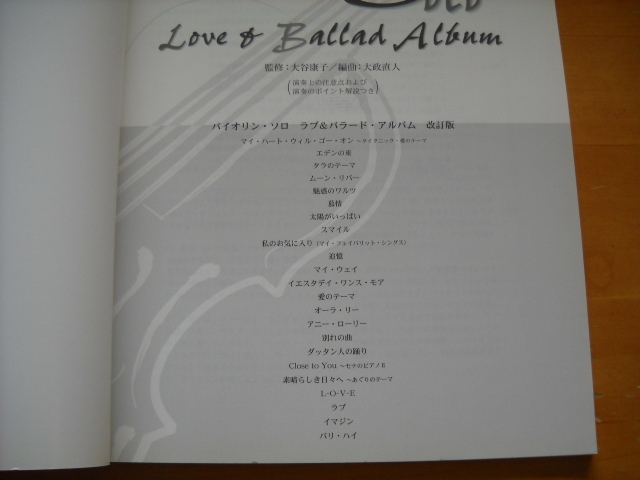 Love & Ballad Album
監修：大谷康子／編曲：大政直人
(演奏上の注意点および
演奏のポイント解説つき)
バイオリン・ソロ ラブ＆バラード・アルバム 改訂版
マイ・ハート・ウィル・ゴー・オン ～タイタニック・愛のテーマ
エデンの東
タラのテーマ
ムーン・リバー
魅惑のワルツ
慕情
太陽がいっぱい
スマイル
私のお気に入り（マイ・フェイバリット・シングス）
追憶
マイ・ウェイ
イエスタデイ・ワンス・モア
愛のテーマ
オーラ・リー
アニー・ローリー
別れの曲
ダッタン人の踊り
Close to You ～セナのピアノⅡ
素晴らしき日々へ ～あぐりのテーマ
L-O-V-E
ラブ
イマジン
バリ・ハイ